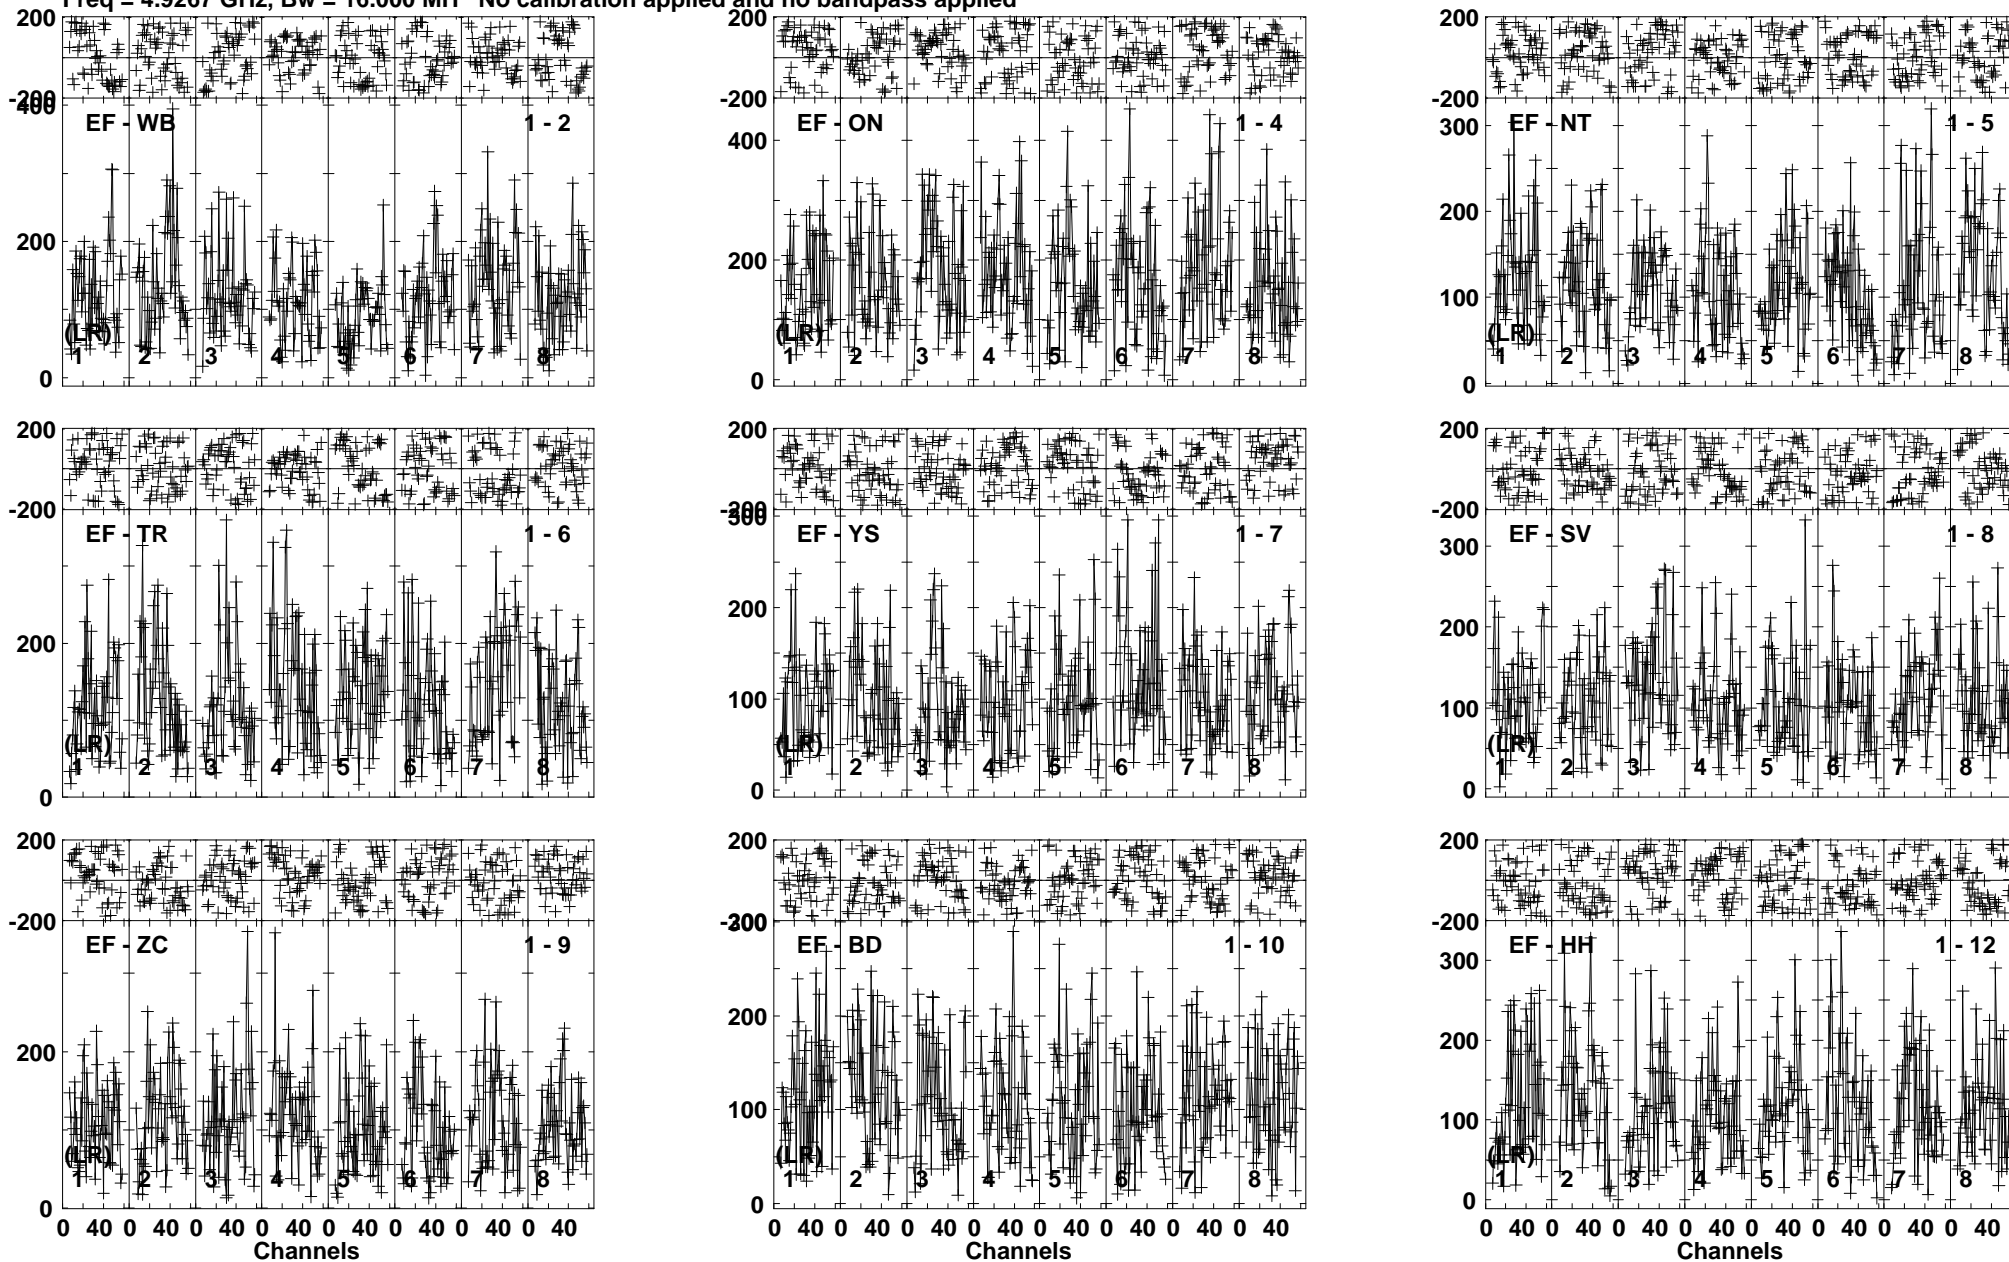 Freq = 4.9267 GHz, Bw = 16.000 MH No calibration applied and no bandpass applied
200 200 200
-200 -200 -200
EF - WB 1 - 2 EF - ON 1 - 4 EF - NT 1 - 5
400 400 300
200 200 200
100
0 0 0
(LR) (LR) (LR)
1 2 3 4 5 6 7 8 1 2 3 4 5 6 7 8 1 2 3 4 5 6 7 8
200 200 200
-200 -200 -200
EF - TR 1 - 6 EF - YS 1 - 7 EF - SV 1 - 8
300 300
200 200 200
100 100
0 0 0
(LR) (LR) (LR)
1 2 3 4 5 6 7 8 1 2 3 4 5 6 7 8 1 2 3 4 5 6 7 8
200 200 200
-200 -200 -200
EF - ZC 1 - 9 EF - BD 1 - 10 EF - HH 1 - 12
300 300
200 200 200
100 100
0 0 0
(LR) (LR) (LR)
1 2 3 4 5 6 7 8 1 2 3 4 5 6 7 8 1 2 3 4 5 6 7 8
0 40 0 40 0 40 0 40 0 40 0 40 0 40 0 40 0 40 0 40 0 40 0 40 0 40 0 40 0 40 0 40 0 40 0 40 0 40 0 40 0 40 0 40 0 40 0 40
Channels Channels